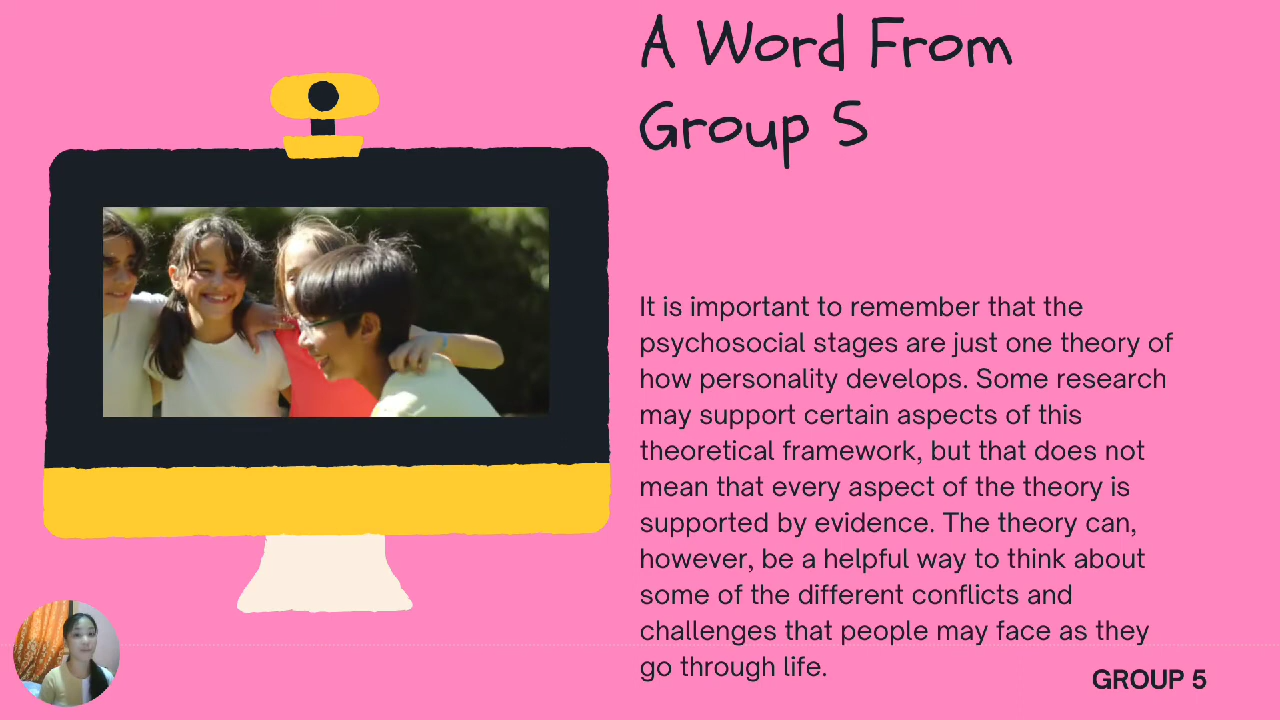 A Word From
Group 5
It is important to remember that the
psychosocial stages are just one theory of
how personality develops. Some research
may support certain aspects of this
theoretical framework, but that does not
mean that every aspect of the theory is
supported by evidence. The theory can,
however, be a helpful way to think about
some of the different conflicts and
challenges that people may face as they
go through life.
GROUP 5